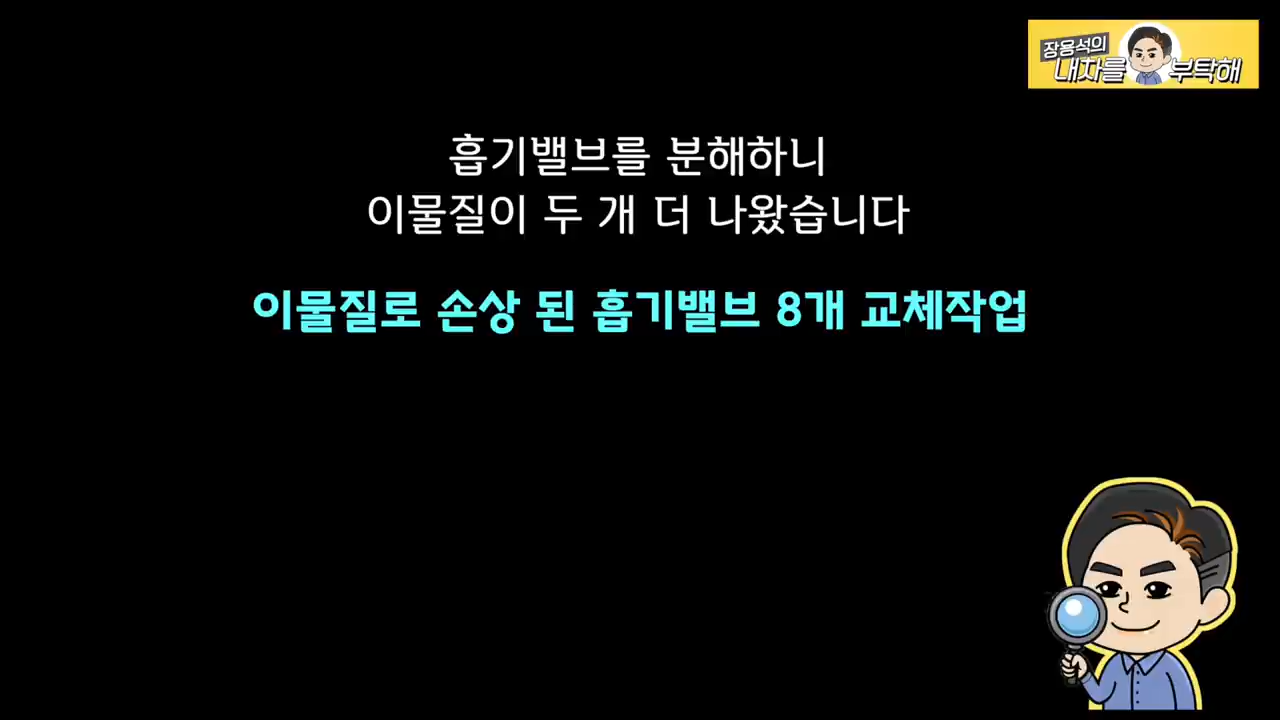 장용석의
내차를 부탁해
흡기밸브를 분해하니
이물질이 두 개 더 나왔습니다
이물질로 손상 된 흡기밸브 8개 교체작업